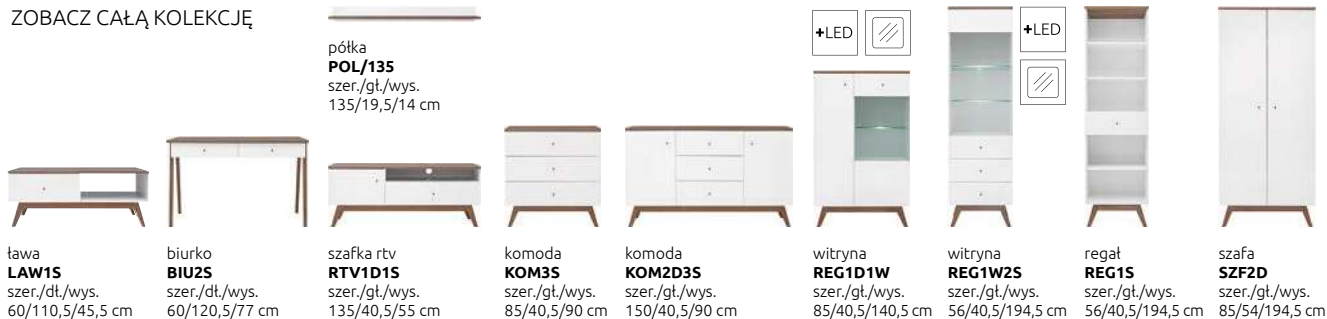 ZOBACZ CAŁĄ KOLEKCJĘ
półka
POL/135
szer./gł./wys.
135/19,5/14 cm
+LED
+LED
ława
LAW1S
szer./dł./wys.
60/110,5/45,5 cm
biurko
BIU2S
szer./dł./wys.
60/120,5/77 cm
szafka rtv
RTV1D1S
szer./gł./wys.
135/40,5/55 cm
komoda
KOM3S
szer./gł./wys.
85/40,5/90 cm
komoda
KOM2D3S
szer./gł./wys.
150/40,5/90 cm
witryna
REG1D1W
szer./gł./wys.
85/40,5/140,5 cm
witryna
REG1W2S
szer./gł./wys.
56/40,5/194,5 cm
regał
REG1S
szer./gł./wys.
56/40,5/194,5 cm
szafa
SZF2D
szer./gł./wys.
85/54/194,5 cm